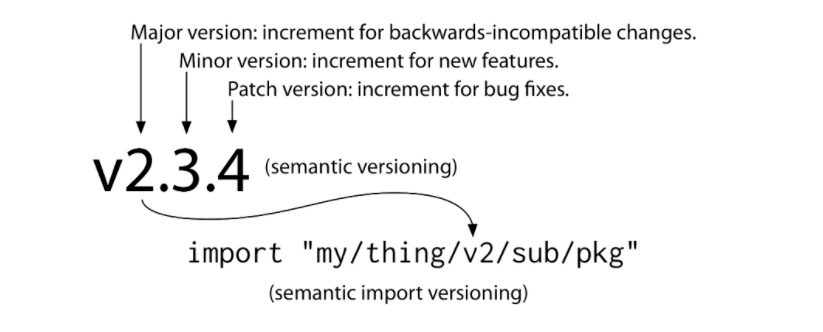 Major version: increment for backwards-incompatible changes.
Minor version: increment for new features.
Patch version: increment for bug fixes.
v2.3.4 (semantic versioning)
import "my/thing/v2/sub/pkg"
(semantic import versioning)